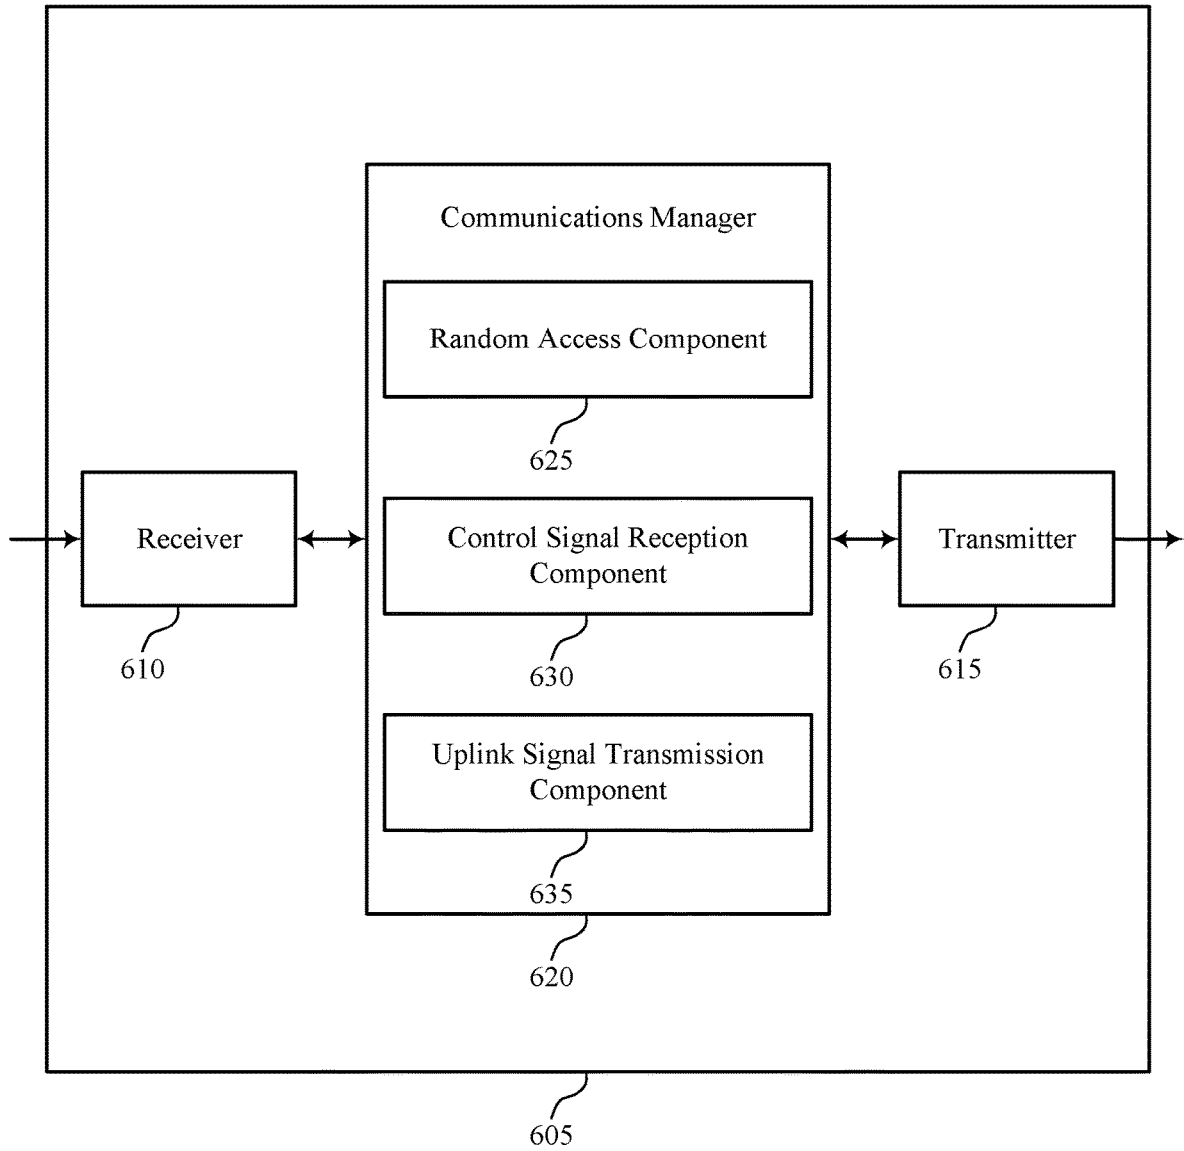 Communications Manager
Random Access Component
625
Receiver
610
Control Signal Reception
Component
630
Transmitter
615
Uplink Signal Transmission
Component
635
620
605